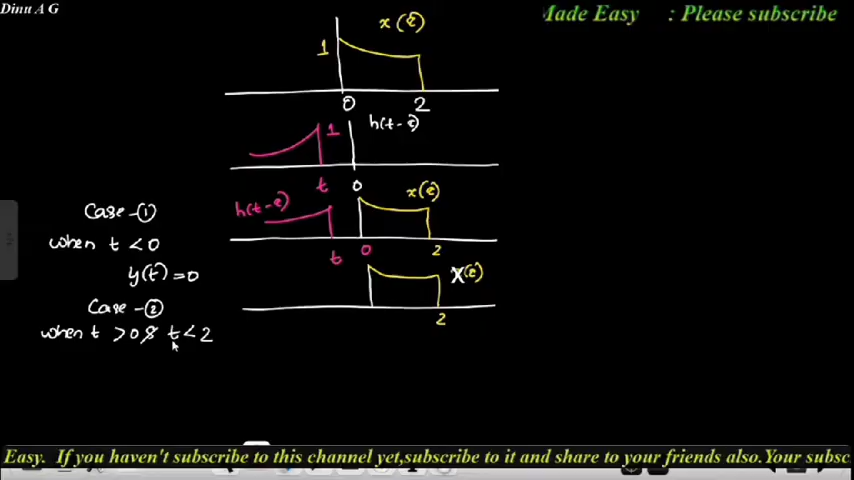 Dinu A G
Made Easy : Please subscribe
x(τ)
1
0 2
h(t-τ)
1
t 0
h(t-τ) x(τ)
t 0 2
x(τ)
2
Case-①
when t < 0
y(t) = 0
Case-②
when t > 0 & t < 2
Easy. If you haven't subscribe to this channel yet,subscribe to it and share to your friends also.Your subsc